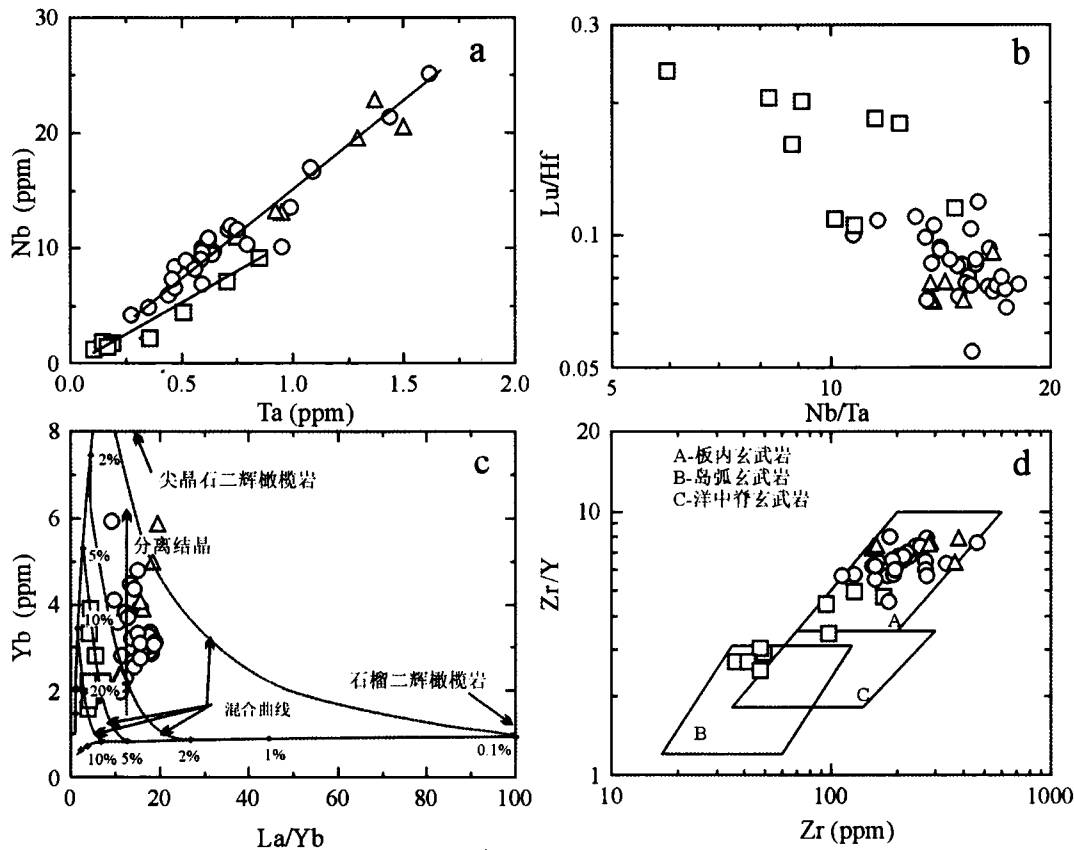 a
30
20
10
0
Nb (ppm)
0.0
0.5
1.0
1.5
2.0
Ta (ppm)
b
0.3
0.1
0.05
Lu/Hf
5
10
20
Nb/Ta
c
8
6
4
2
0
Yb (ppm)
2%
尖晶石二辉橄榄岩
分离结晶
5%
10%
20%
石榴二辉橄榄岩
混合曲线
10%
5%
2%
1%
0.1%
0
20
40
60
80
100
La/Yb
d
20
10
1
Zr/Y
A-板内玄武岩
B-岛弧玄武岩
C-洋中脊玄武岩
A
B
C
10
100
1000
Zr (ppm)